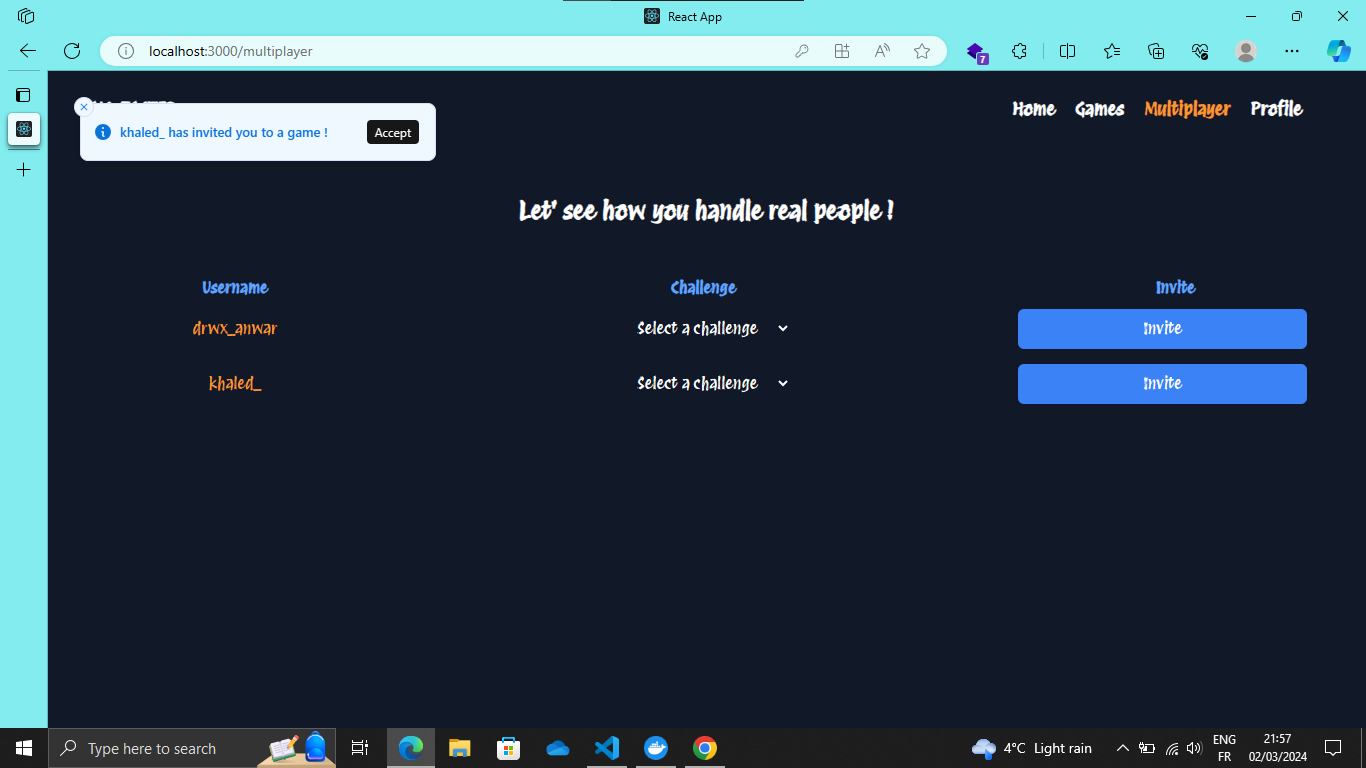 React App
localhost:3000/multiplayer
7
khaled_ has invited you to a game !
Accept
Home Games Multiplayer Profile
Let' see how you handle real people !
Username Challenge Invite
drwx_anwar Select a challenge Invite
khaled_ Select a challenge Invite
Type here to search
4°C Light rain
ENG
FR
21:57
02/03/2024